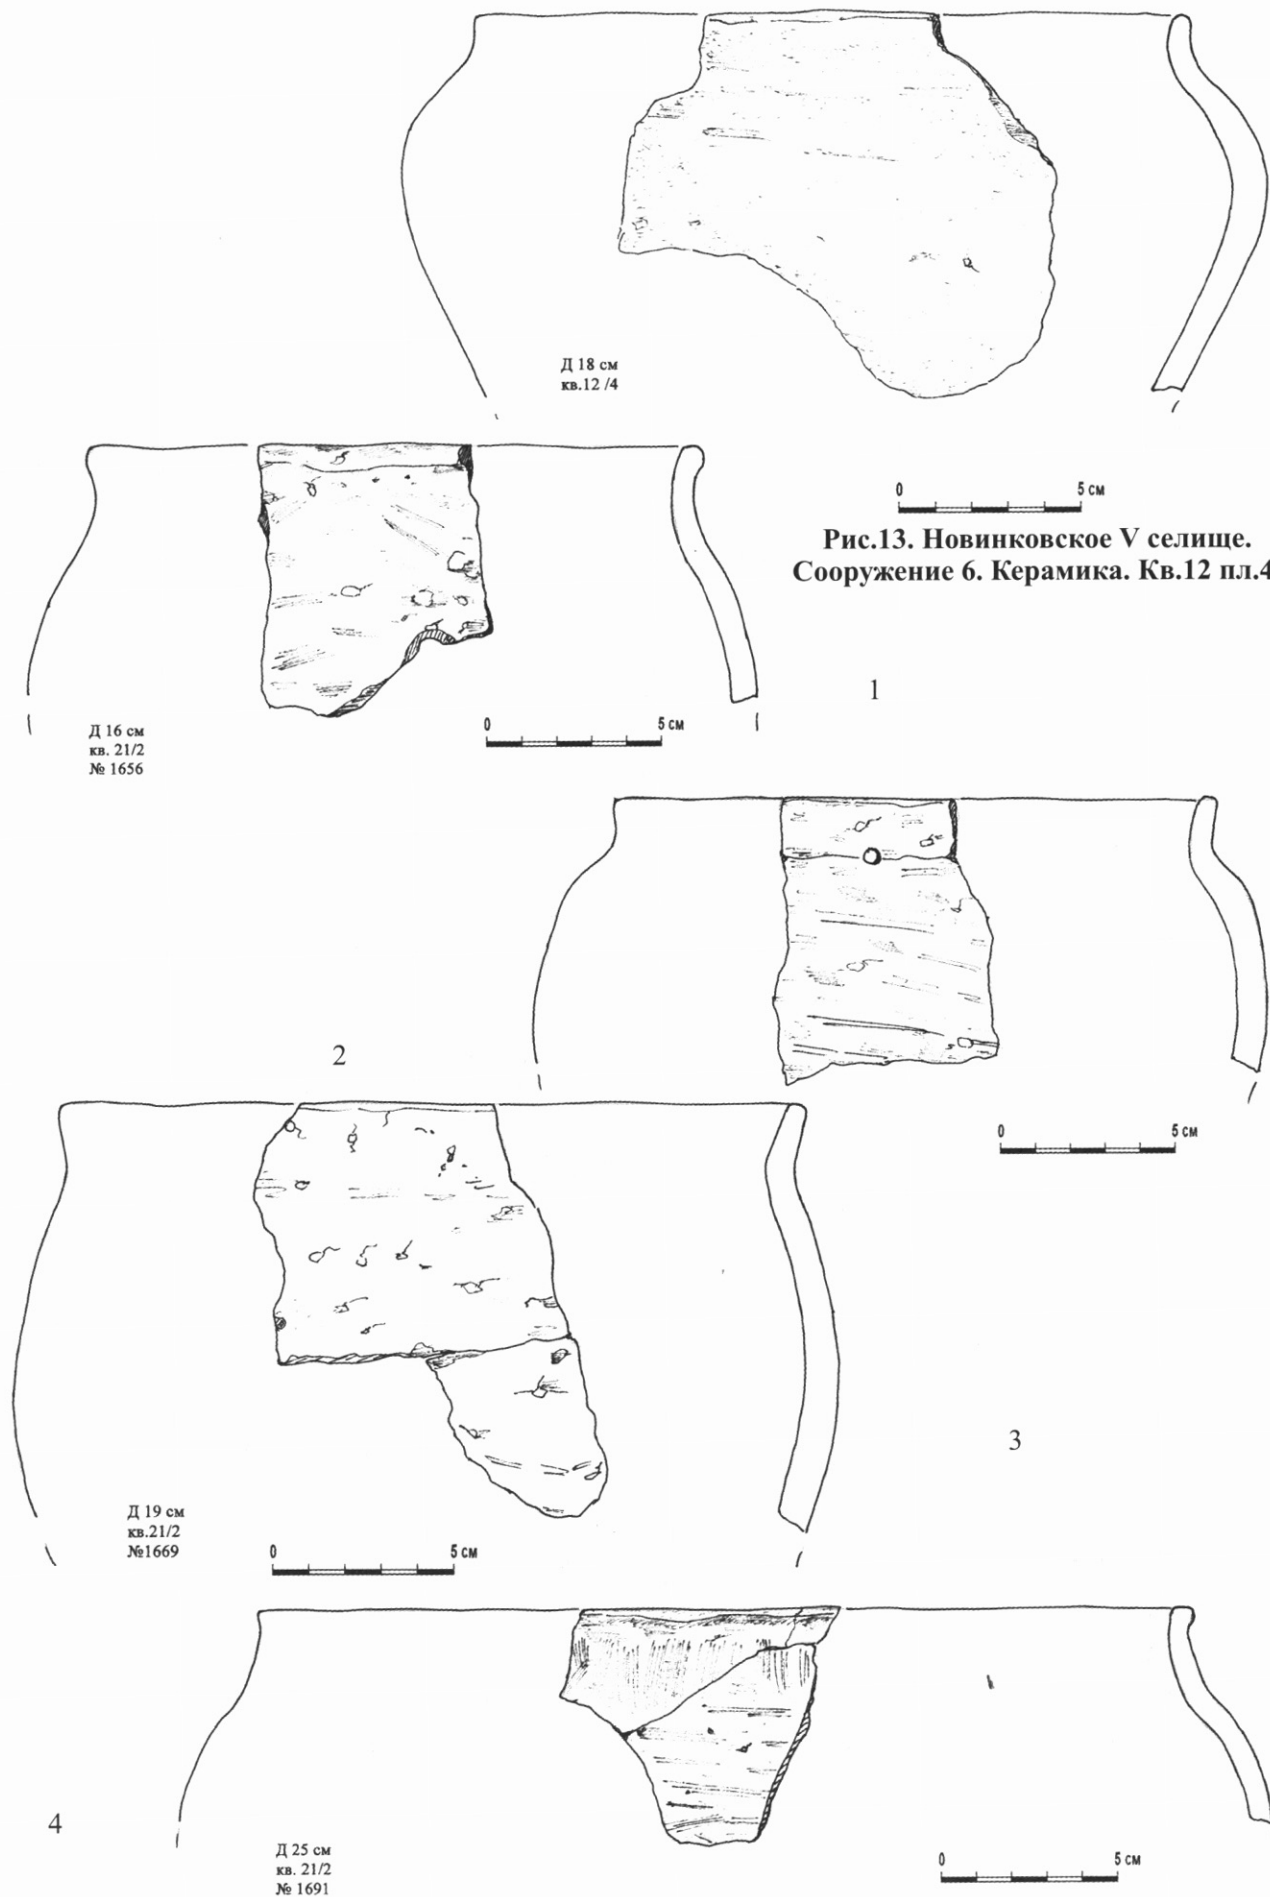 Д 18 см
кв.12 /4
0 5 см
Рис.13. Новинковское V селище.
Сооружение 6. Керамика. Кв.12 пл.4
1
Д 16 см
кв. 21/2
№ 1656
0 5 см
2
0 5 см
3
Д 19 см
кв.21/2
№1669
0 5 см
4
Д 25 см
кв. 21/2
№ 1691
0 5 см